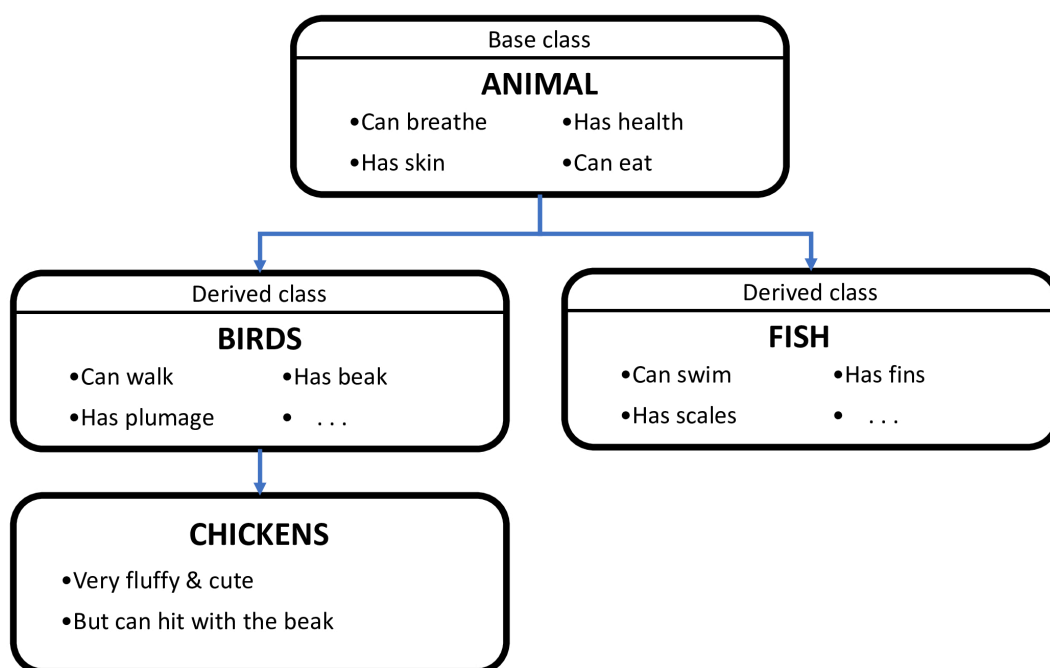 Base class
ANIMAL
•Can breathe •Has health
•Has skin •Can eat
Derived class
BIRDS
•Can walk •Has beak
•Has plumage • . . .
Derived class
FISH
•Can swim •Has fins
•Has scales • . . .
CHICKENS
•Very fluffy & cute
•But can hit with the beak